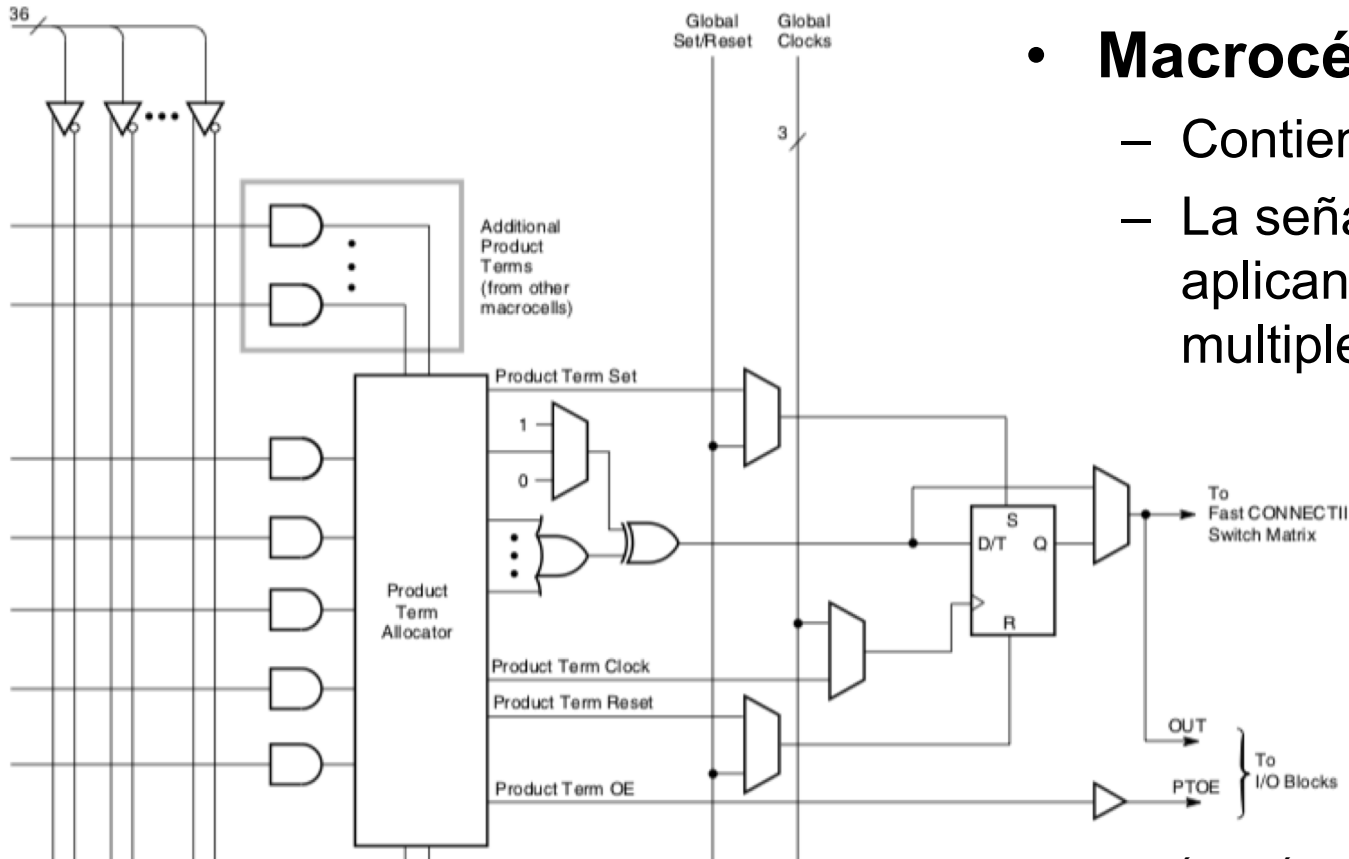 36
Global
Set/Reset
Global
Clocks
3
Additional
Product
Terms
(from other
macrocells)
Product Term Set
1
0
Product
Term
Allocator
Product Term Clock
Product Term Reset
Product Term OE
S
D/T Q
R
To
Fast CONNECTII
Switch Matrix
OUT
PTOE
To
I/O Blocks
• Macrocé
– Contier
– La seña
aplican
multiple